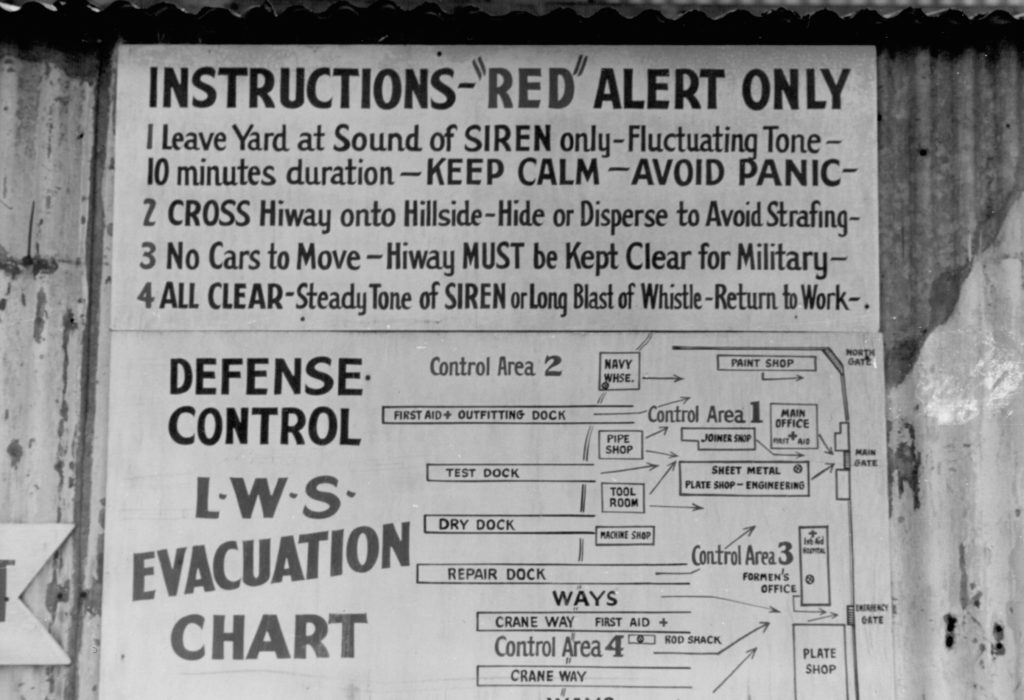 INSTRUCTIONS-"RED" ALERT ONLY
1 Leave Yard at Sound of SIREN only-Fluctuating Tone-
10 minutes duration-KEEP CALM-AVOID PANIC-
2 CROSS Hiway onto Hillside-Hide or Disperse to Avoid Strafing-
3 No Cars to Move-Hiway MUST be Kept Clear for Military-
4 ALL CLEAR-Steady Tone of SIREN or Long Blast of Whistle-Return to Work-.
DEFENSE
CONTROL
L·W·S·
EVACUATION
CHART
Control Area 2
NAVY
WHSE.
PAINT SHOP
NORTH
GATE
FIRST AID + OUTFITTING DOCK
Control Area 1
MAIN
OFFICE
FIRST + AID
PIPE
SHOP
JOINER SHOP
MAIN
GATE
TEST DOCK
SHEET METAL
PLATE SHOP-ENGINEERING
TOOL
ROOM
DRY DOCK
MACHINE SHOP
Control Area 3
+
1st Aid
HOSPITAL
REPAIR DOCK
FORMEN'S
OFFICE
WAYS
CRANE WAY FIRST AID +
EMERGENCY
GATE
Control Area 4
ROD SHACK
PLATE
SHOP
CRANE WAY
WAYS